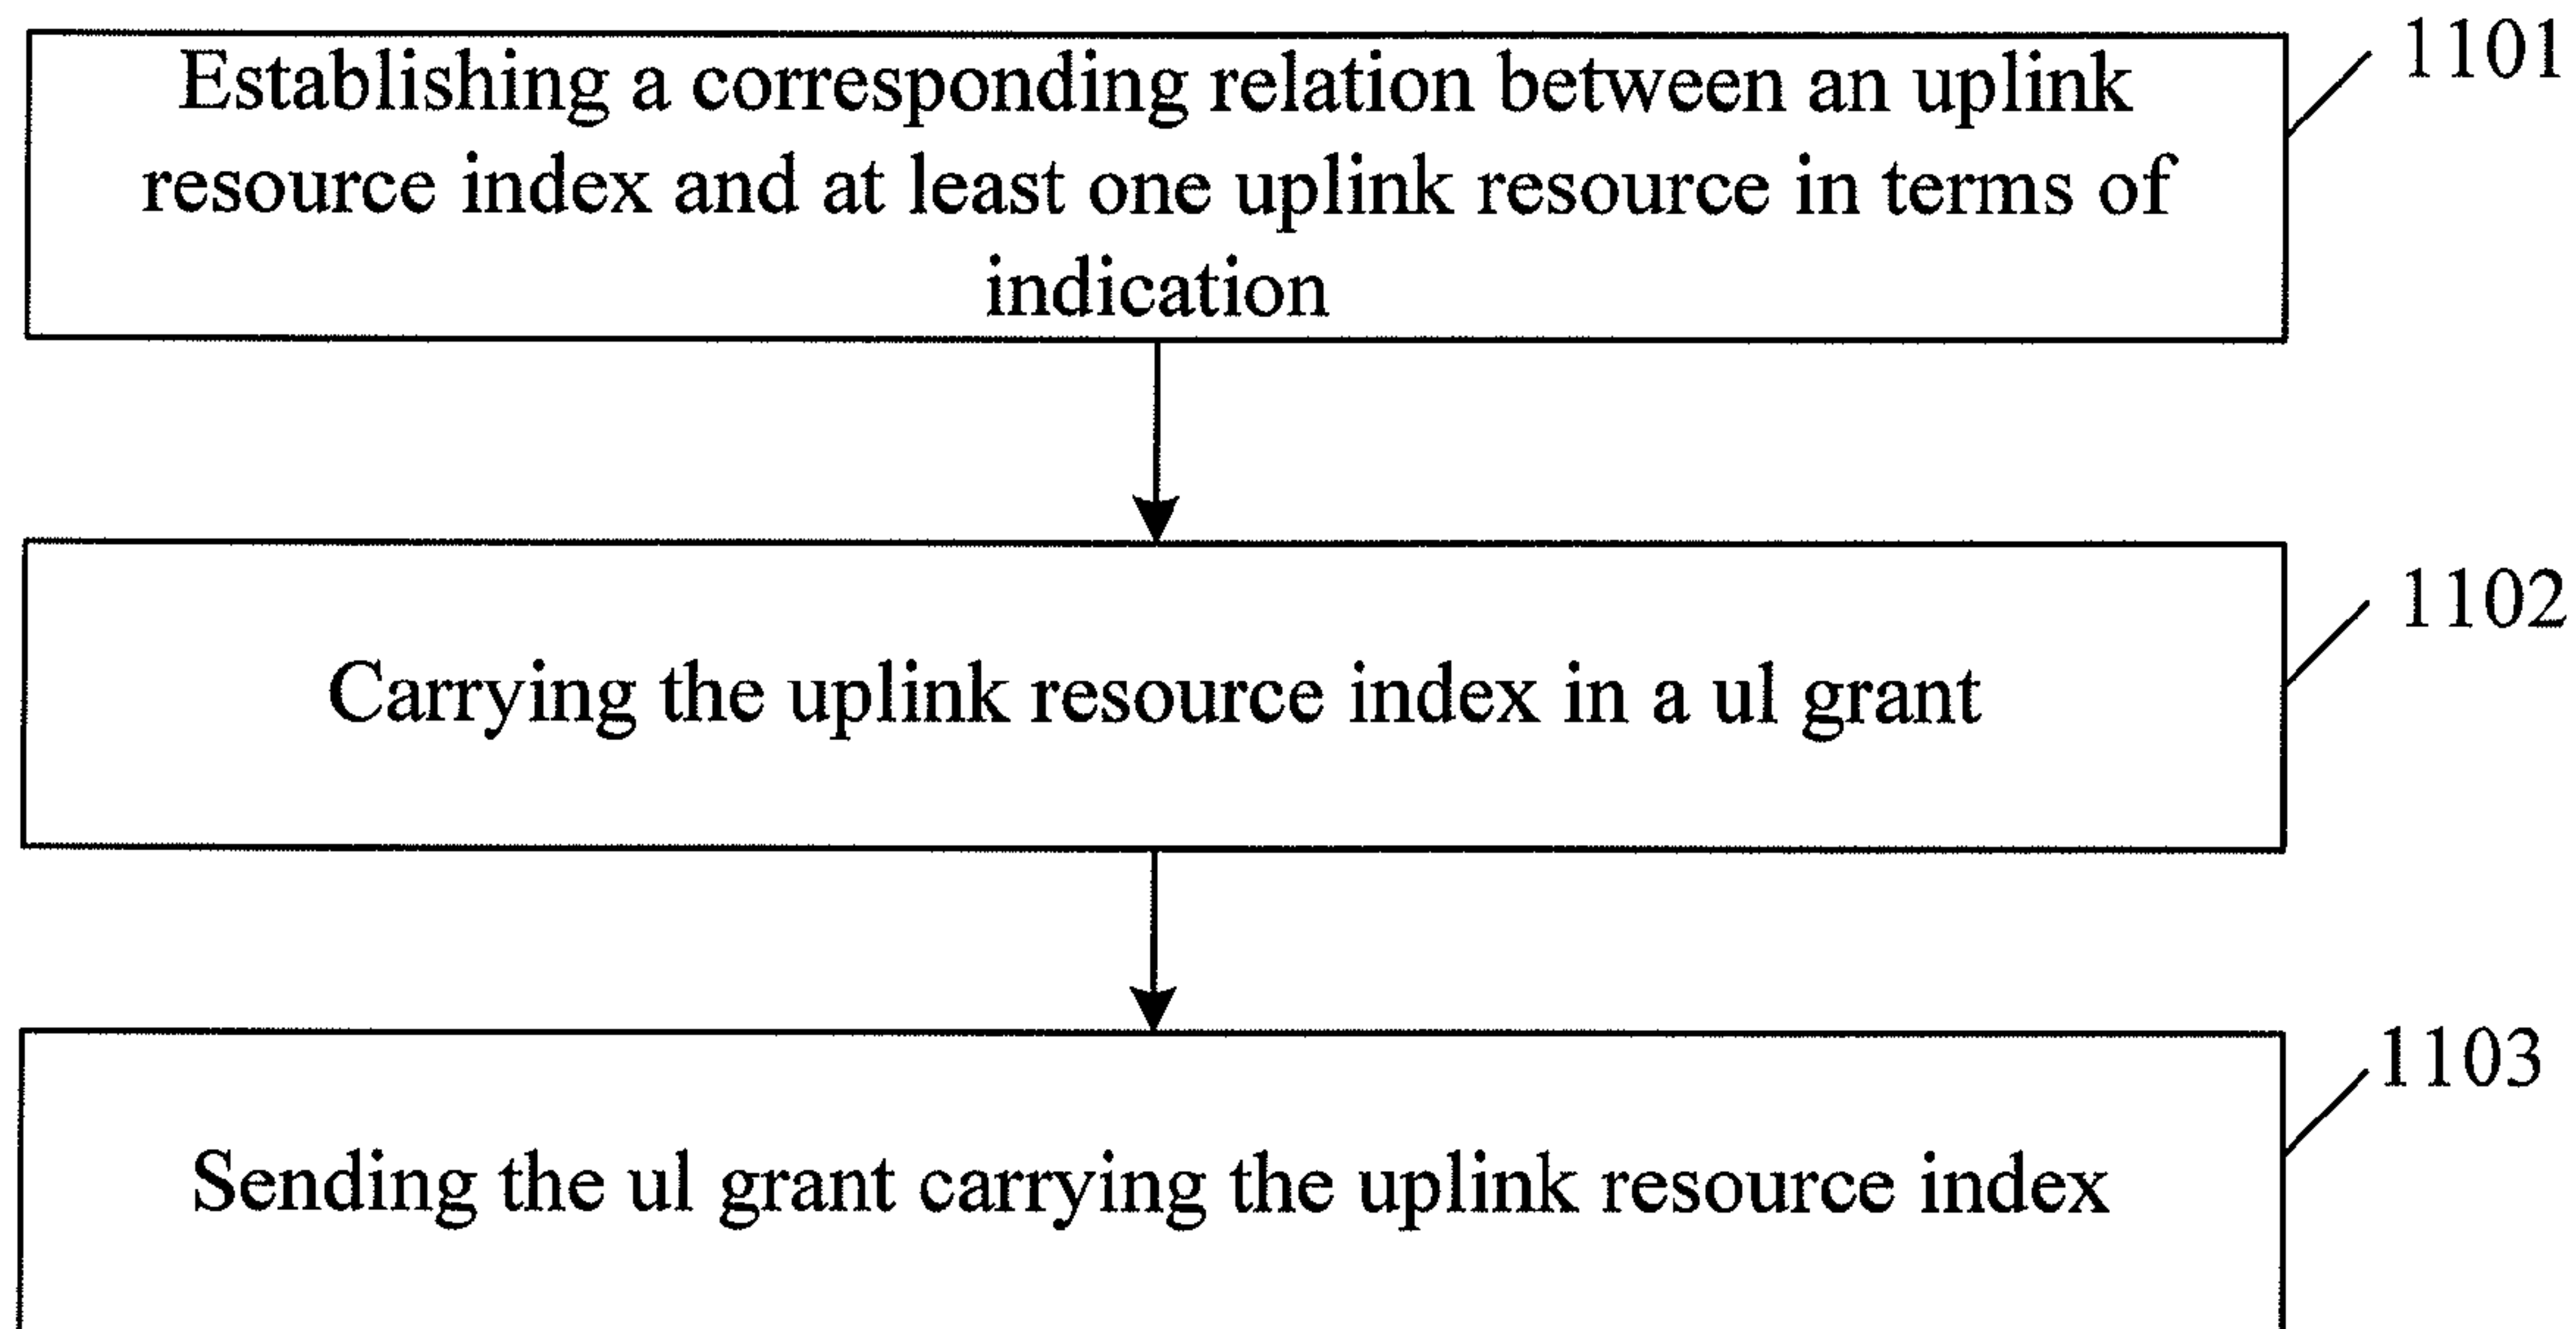 Establishing a corresponding relation between an uplink
resource index and at least one uplink resource in terms of
indication
1101
Carrying the uplink resource index in a ul grant
1102
Sending the ul grant carrying the uplink resource index
1103